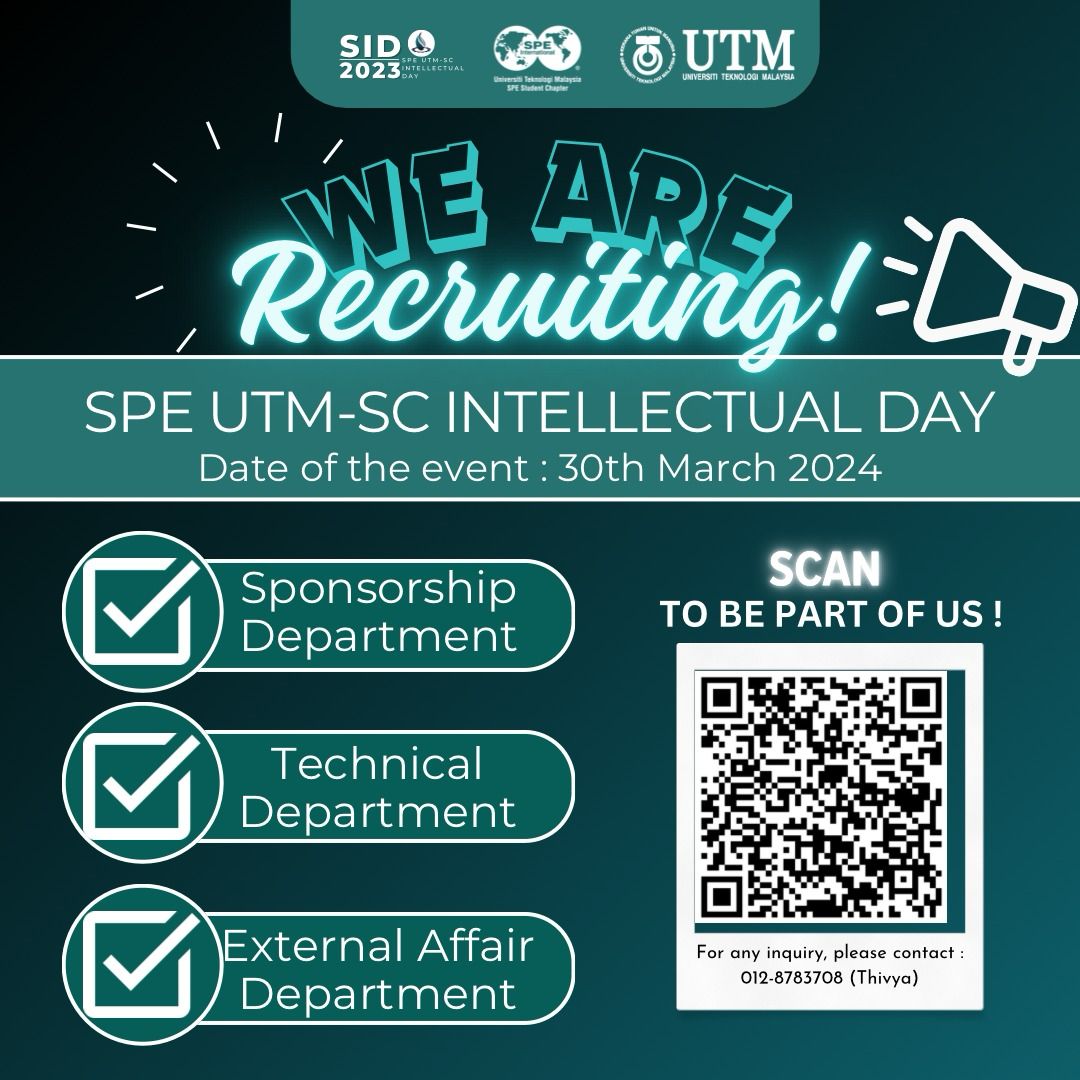 SID
2023
SPE UTM-SC
INTELLECTUAL
DAY
SPE
International
Universiti Teknologi Malaysia
SPE Student Chapter
UTM
UNIVERSITI TEKNOLOGI MALAYSIA
WE ARE
Recruiting!
SPE UTM-SC INTELLECTUAL DAY
Date of the event : 30th March 2024
Sponsorship
Department
Technical
Department
External Affair
Department
SCAN
TO BE PART OF US !
For any inquiry, please contact :
012-8783708 (Thivya)